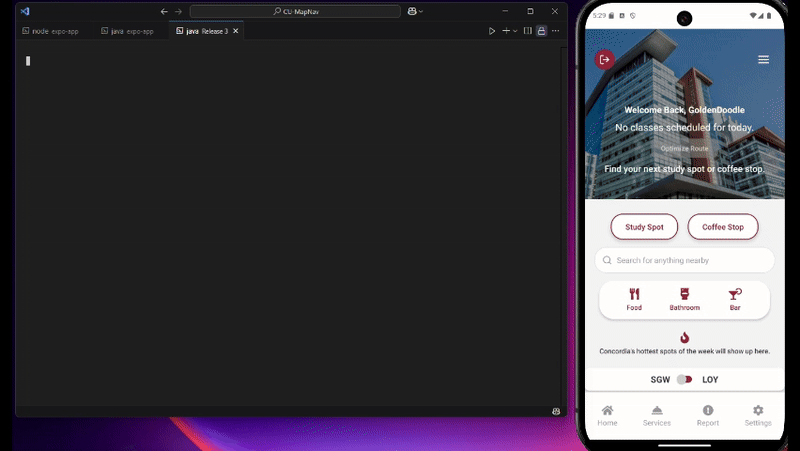 CU-MapNav
node expo-app
java expo-app
java Release 3
5:29
Welcome Back, GoldenDoodle
No classes scheduled for today.
Optimize Route
Find your next study spot or coffee stop.
Study Spot
Coffee Stop
Search for anything nearby
Food
Bathroom
Bar
Concordia's hottest spots of the week will show up here.
SGW
LOY
Home
Services
Report
Settings